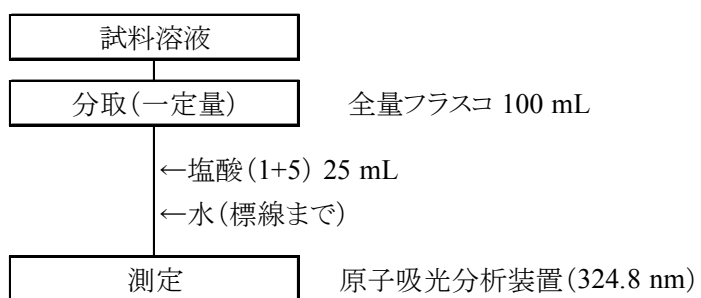 試料溶液
分取(一定量) 全量フラスコ 100 mL
←塩酸(1+5) 25 mL
←水(標線まで)
測定 原子吸光分析装置(324.8 nm)